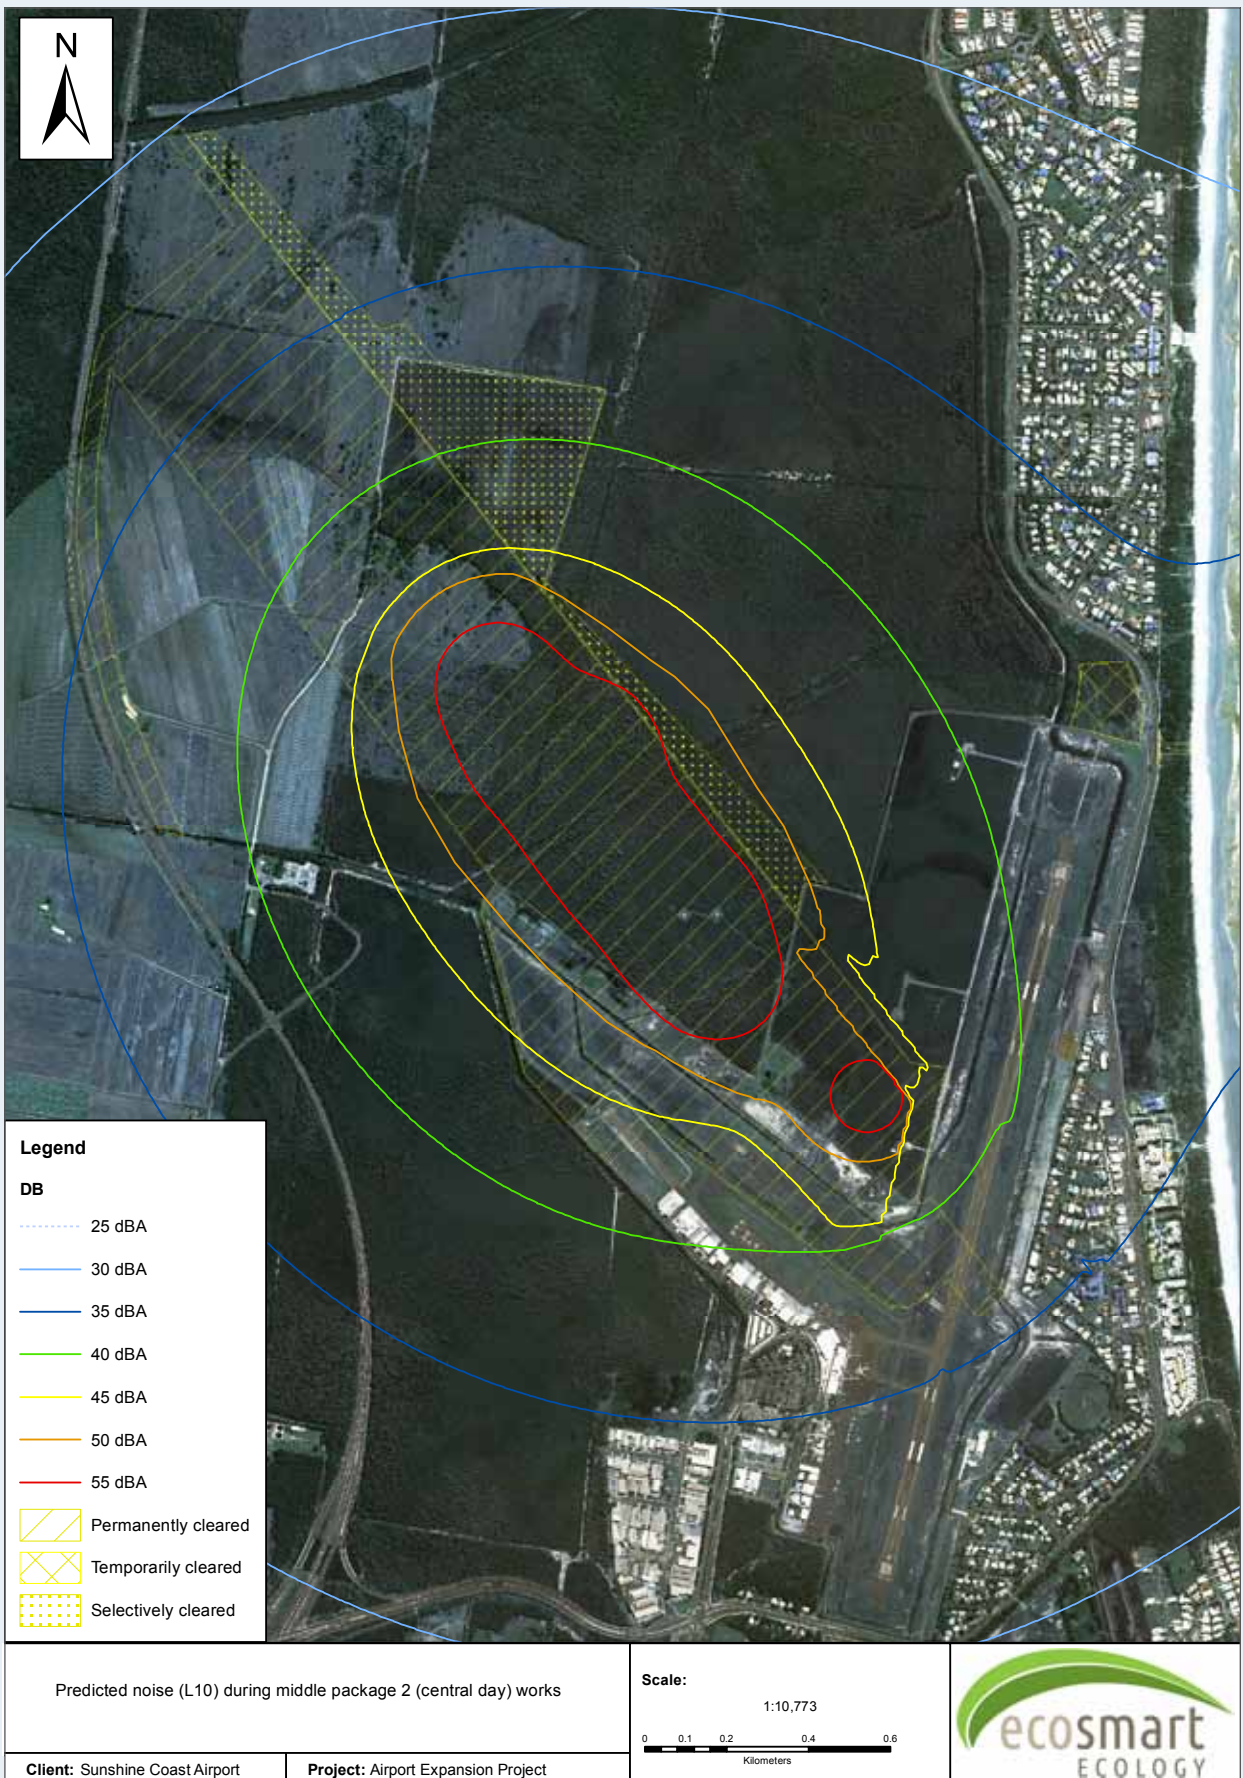 N
Legend
DB
25 dBA
30 dBA
35 dBA
40 dBA
45 dBA
50 dBA
55 dBA
Permanently cleared
Temporarily cleared
Selectively cleared
Predicted noise (L10) during middle package 2 (central day) works
Scale:
1:10,773
0 0.1 0.2 0.4 0.6
Kilometers
Client: Sunshine Coast Airport
Project: Airport Expansion Project
ecosmart
ECOLOGY